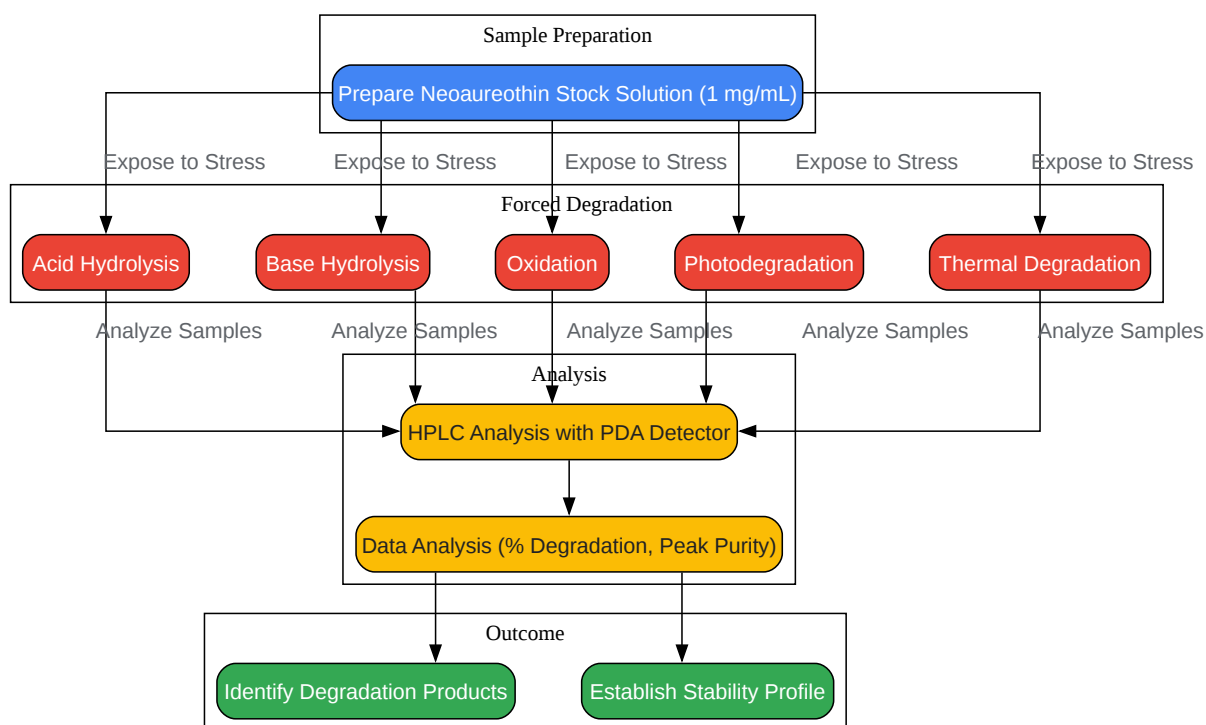 Sample Preparation
Prepare Neoaureothin Stock Solution (1 mg/mL)
Expose to Stress
Expose to Stress
Expose to Stress
Expose to Stress
Expose to Stress
Forced Degradation
Acid Hydrolysis
Base Hydrolysis
Oxidation
Photodegradation
Thermal Degradation
Analyze Samples
Analyze Samples
Analyze Samples
Analyze Samples
Analyze Samples
Analysis
HPLC Analysis with PDA Detector
Data Analysis (% Degradation, Peak Purity)
Outcome
Identify Degradation Products
Establish Stability Profile